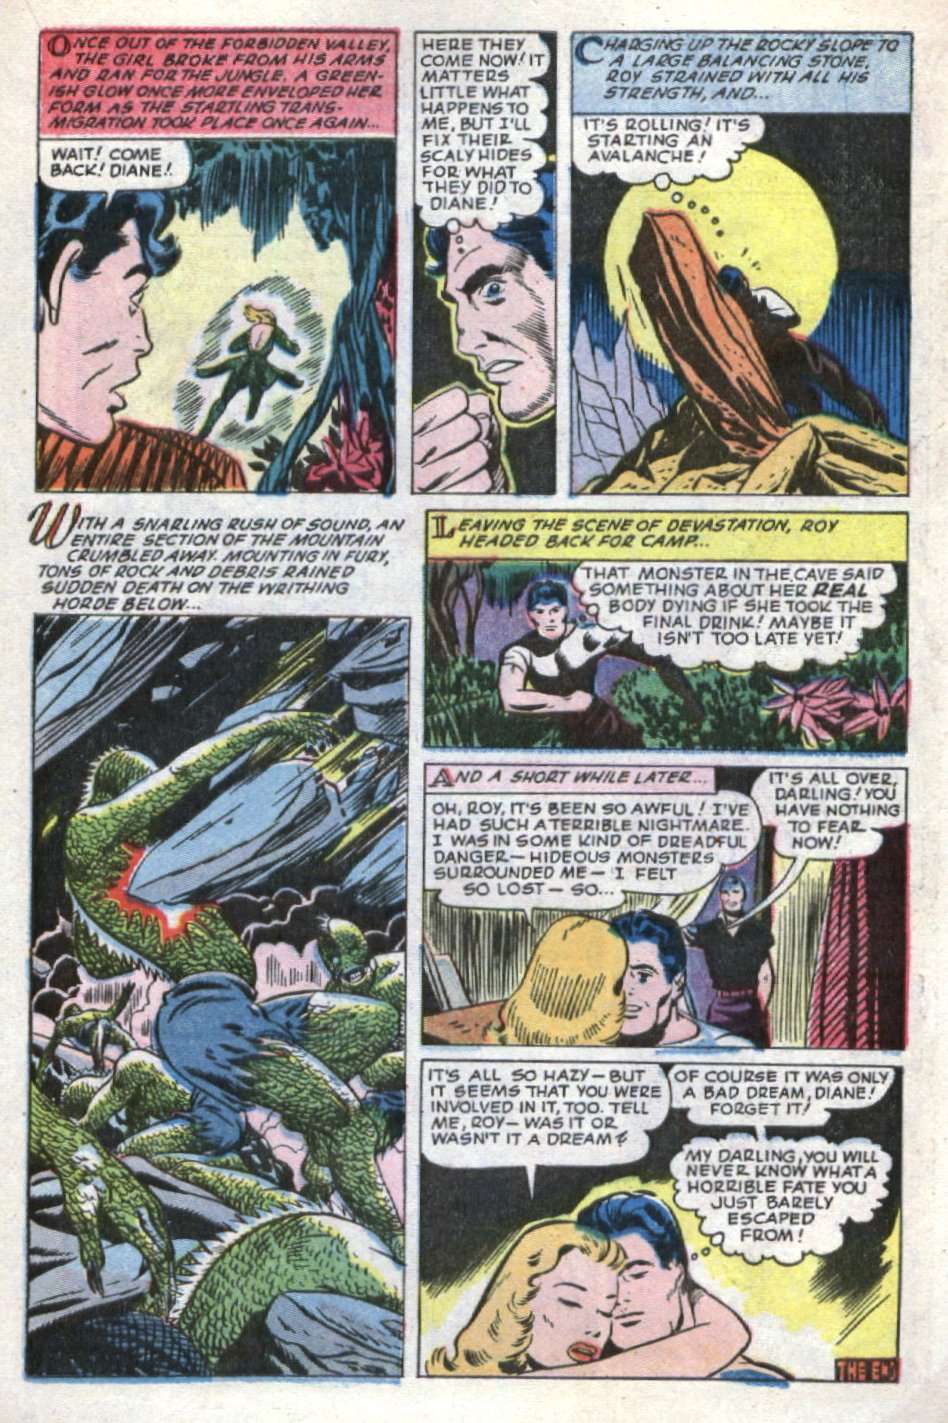 ONCE OUT OF THE FORBIDDEN VALLEY,
THE GIRL BROKE FROM HIS ARMS
AND RAN FOR THE JUNGLE. A GREEN-
ISH GLOW ONCE MORE ENVELOPED HER
FORM AS THE STARTLING TRANS-
MIGRATION TOOK PLACE ONCE AGAIN...
WAIT! COME
BACK! DIANE!
HERE THEY
COME NOW! IT
MATTERS
LITTLE WHAT
HAPPENS TO
ME, BUT I'LL
FIX THEIR
SCALY HIDES
FOR WHAT
THEY DID TO
DIANE!
CHARGING UP THE ROCKY SLOPE TO
A LARGE BALANCING STONE,
ROY STRAINED WITH ALL HIS
STRENGTH, AND...
IT'S ROLLING! IT'S
STARTING AN
AVALANCHE!
WITH A SNARLING RUSH OF SOUND, AN
ENTIRE SECTION OF THE MOUNTAIN
CRUMBLED AWAY. MOUNTING IN FURY,
TONS OF ROCK AND DEBRIS RAINED
SUDDEN DEATH ON THE WRITHING
HORDE BELOW...
LEAVING THE SCENE OF DEVASTATION, ROY
HEADED BACK FOR CAMP...
THAT MONSTER IN THE CAVE SAID
SOMETHING ABOUT HER REAL
BODY DYING IF SHE TOOK THE
FINAL DRINK! MAYBE IT
ISN'T TOO LATE YET!
AND A SHORT WHILE LATER...
OH, ROY, IT'S BEEN SO AWFUL! I'VE
HAD SUCH A TERRIBLE NIGHTMARE.
I WAS IN SOME KIND OF DREADFUL
DANGER— HIDEOUS MONSTERS
SURROUNDED ME— I FELT
SO LOST— SO...
IT'S ALL OVER,
DARLING! YOU
HAVE NOTHING
TO FEAR
NOW!
IT'S ALL SO HAZY— BUT
IT SEEMS THAT YOU WERE
INVOLVED IN IT, TOO. TELL
ME, ROY— WAS IT OR
WASN'T IT A DREAM?
OF COURSE IT WAS ONLY
A BAD DREAM, DIANE!
FORGET IT!
MY DARLING, YOU WILL
NEVER KNOW WHAT A
HORRIBLE FATE YOU
JUST BARELY
ESCAPED
FROM!
THE END